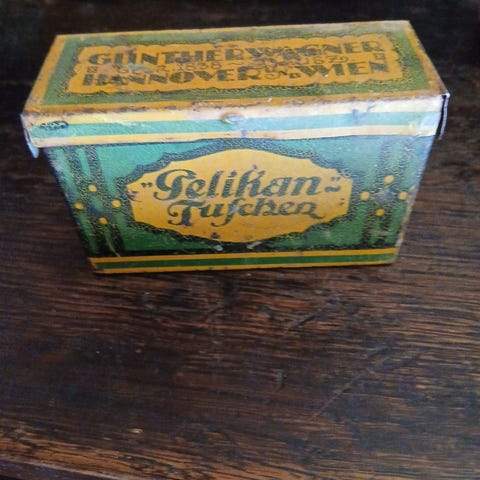 GÜNTHER WAGNER
HANNOVER U. WIEN
"Pelikan"=
Tuschen